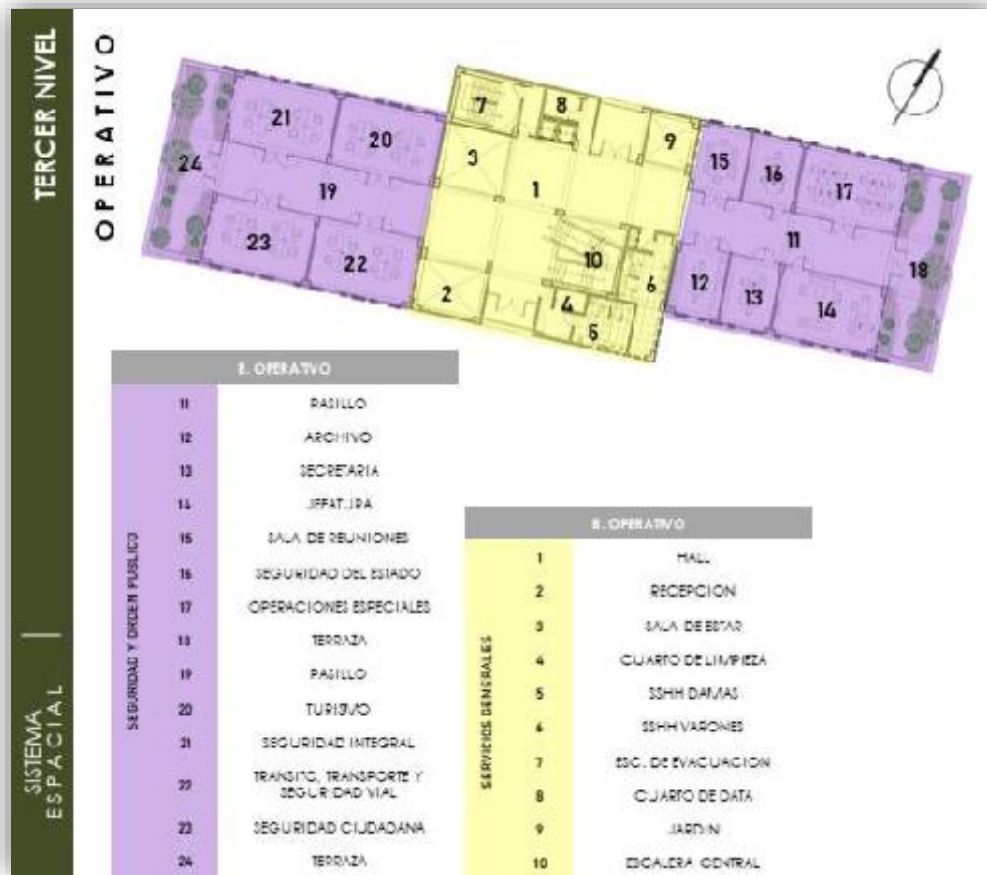 TERCER NIVEL
SISTEMA
ESPACIAL
OPERATIVO
7
8
9
21
20
3
15
16
17
24
19
1
11
18
23
22
10
6
12
13
14
2
4
5
E. OPERATIVO
SEGURIDAD Y ORDEN PUBLICO
11 PASILLO
12 ARCHIVO
13 SECRETARIA
14 JEFATURA
15 SALA DE REUNIONES
16 SEGURIDAD DEL ESTADO
17 OPERACIONES ESPECIALES
18 TERRAZA
19 PASILLO
20 TURISMO
21 SEGURIDAD INTEGRAL
22 TRANSITO, TRANSPORTE Y
SEGURIDAD VIAL
23 SEGURIDAD CIUDADANA
24 TERRAZA
OPERATIVO
SERVICIOS GENERALES
1 HALL
2 RECEPCION
3 SALA DE ESTAR
4 CUARTO DE LIMPIEZA
5 SSHH DAMAS
6 SSHH VARONES
7 ESC. DE EVACUACION
8 CUARTO DE DATA
9 JARDIN
10 ESCALERA CENTRAL